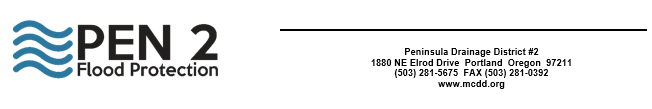 PEN 2
Flood Protection
Peninsula Drainage District #2
1880 NE Elrod Drive  Portland  Oregon  97211
(503) 281-5675  FAX (503) 281-0392
www.mcdd.org